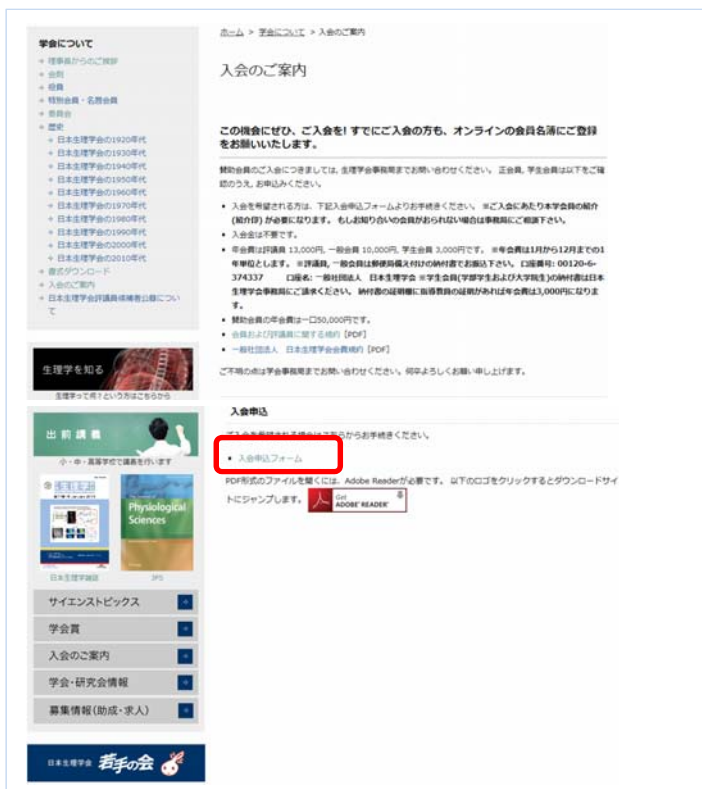 学会について
理事長からのご挨拶
会則
役員
特別会員・名誉会員
委員会
歴史
日本生理学会の1920年代
日本生理学会の1930年代
日本生理学会の1940年代
日本生理学会の1950年代
日本生理学会の1960年代
日本生理学会の1970年代
日本生理学会の1980年代
日本生理学会の1990年代
日本生理学会の2000年代
日本生理学会の2010年代
書式ダウンロード
入会のご案内
日本生理学会評議員候補者公募につい
て
生理学を知る
生理学って何？という方はこちらから
出前講義
小・中・高等学校で講義を行います
日本生理学雑誌
JPS
Physiological
Sciences
サイエンストピックス
学会賞
入会のご案内
学会・研究会情報
募集情報(助成・求人)
日本生理学会 若手の会
ホーム > 学会について > 入会のご案内
入会のご案内
この機会にぜひ、ご入会を! すでにご入会の方も、オンラインの会員名簿にご登録
をお願いいたします。
賛助会員のご入会につきましては, 生理学事務局までお問い合わせください。 正会員, 学生会員は以下をご確
認のうえ, お申込みください。
入会を希望される方は、下記入会申込フォームよりお手続きください。 ※ご入会にあたり本学会員の紹介
(紹介印) が必要になります。 もしお知り合いの会員がおられない場合は事務局にご相談下さい。
入会金は不要です。
年会費は評議員 13,000円, 一般会員 10,000円, 学生会員 3,000円です。 ※年会費は1月から12月までの1
年単位とします。 ※評議員, 一般会員は郵便局備え付けの納付書でお振込下さい。 口座番号: 00120-6-
374337 口座名: 一般社団法人 日本生理学会 ※学生会員(学部学生および大学院生)の納付書は日本
生理学会事務局にご請求ください。 納付書の証明欄に指導教員の証明があれば年会費は3,000円になりま
す。
賛助会員の年会費は一口50,000円です。
会員および評議員に関する規約 [PDF]
一般社団法人 日本生理学会会費規約 [PDF]
ご不明の点は学会事務局までお問い合わせください。何卒よろしくお願い申し上げます。
入会申込
ご入会を希望される場合はこちらからお手続きください。
入会申込フォーム
PDF形式のファイルを開くには、Adobe Readerが必要です。 以下のロゴをクリックするとダウンロードサイ
トにジャンプします。
Get
ADOBE® READER®